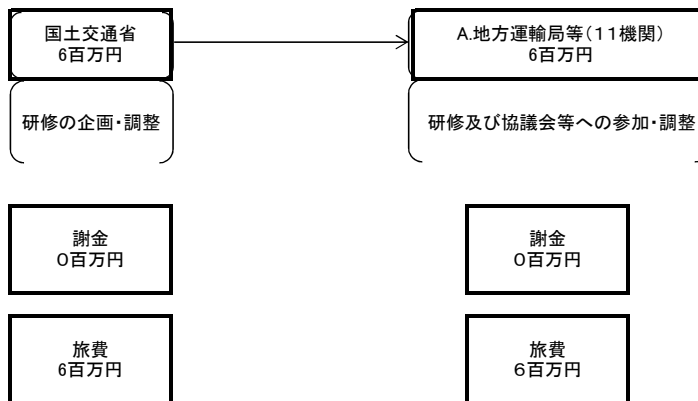 国土交通省
6百万円
A.地方運輸局等(11機関)
6百万円
研修の企画・調整
研修及び協議会等への参加・調整
謝金
0百万円
謝金
0百万円
旅費
6百万円
旅費
6百万円